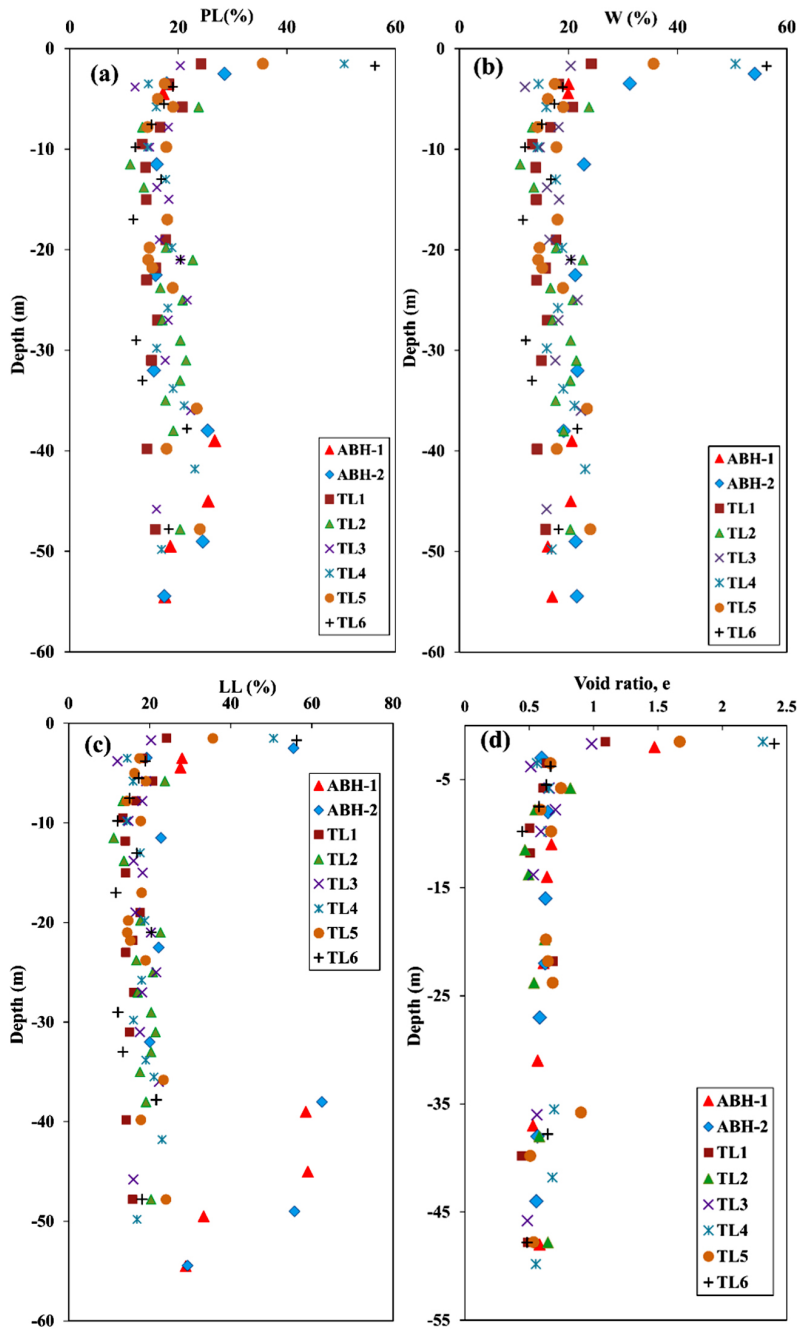 PL(%)
0 20 40 60
0
-10
-20
-30
-40
-50
-60
Depth (m)
(a)
ABH-1
ABH-2
TL1
TL2
TL3
TL4
TL5
TL6
W (%)
0 20 40 60
0
-10
-20
-30
-40
-50
-60
Depth (m)
(b)
ABH-1
ABH-2
TL1
TL2
TL3
TL4
TL5
TL6
LL (%)
0 20 40 60 80
0
-10
-20
-30
-40
-50
-60
Depth (m)
(c)
ABH-1
ABH-2
TL1
TL2
TL3
TL4
TL5
TL6
Void ratio, e
0 0.5 1 1.5 2 2.5
-5
-15
-25
-35
-45
-55
Depth (m)
(d)
ABH-1
ABH-2
TL1
TL2
TL3
TL4
TL5
TL6